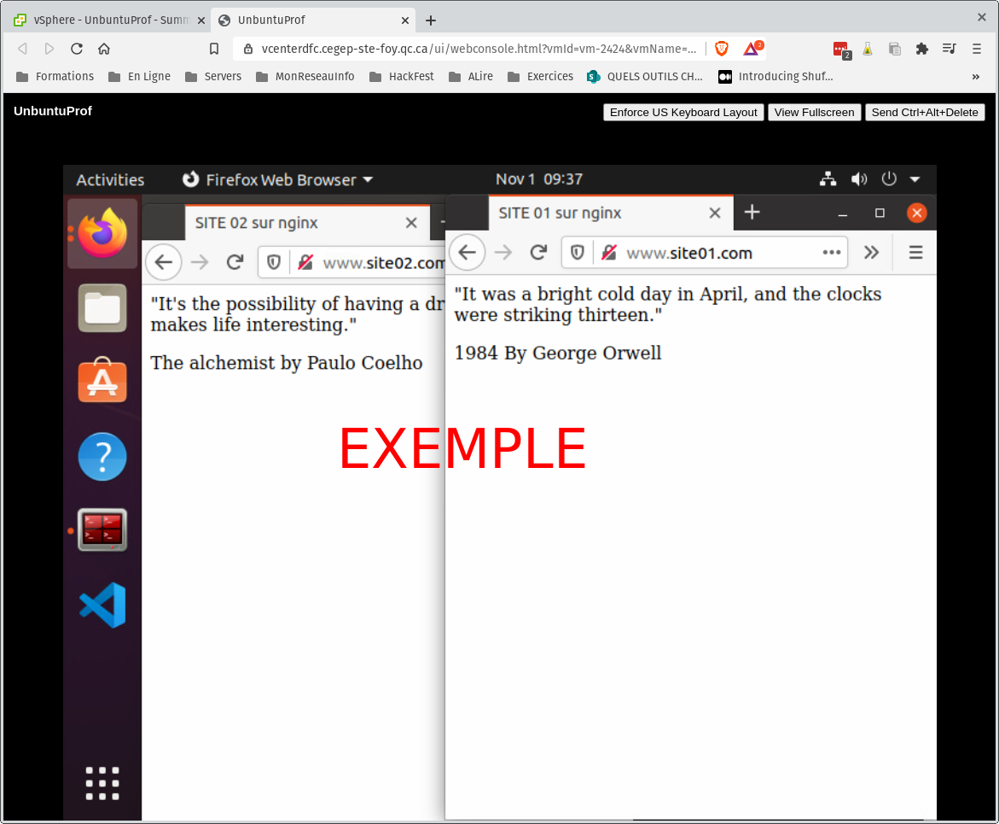 vSphere - UnbuntuProf - Summ
UnbuntuProf
vcenterdfc.cegep-ste-foy.qc.ca/ui/webconsole.html?vmId=vm-2424&vmName=...
2
2
Formations
En Ligne
Servers
MonReseauInfo
HackFest
ALire
Exercices
QUELS OUTILS CH...
Introducing Shuf...
UnbuntuProf
Enforce US Keyboard Layout
View Fullscreen
Send Ctrl+Alt+Delete
Activities
Firefox Web Browser
Nov 1 09:37
SITE 02 sur nginx
www.site02.com
"It's the possibility of having a dr
makes life interesting."
The alchemist by Paulo Coelho
SITE 01 sur nginx
www.site01.com
"It was a bright cold day in April, and the clocks
were striking thirteen."
1984 By George Orwell
EXEMPLE